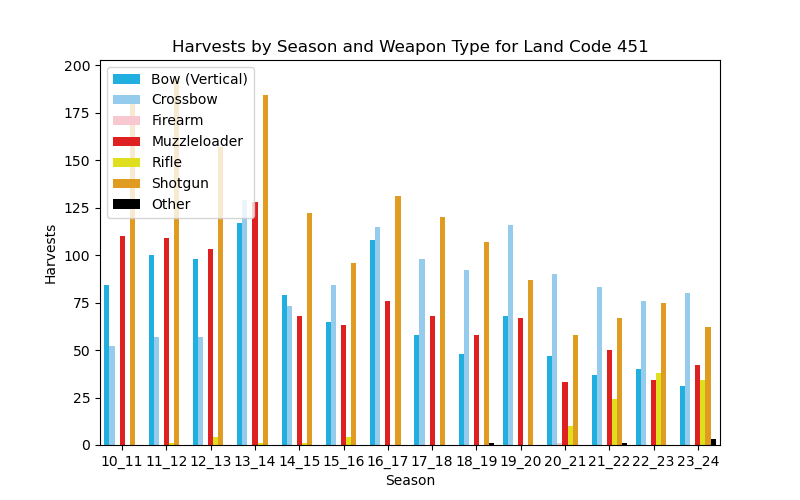 Harvests by Season and Weapon Type for Land Code 451
200
175
150
125
100
75
50
25
0
Harvests
Bow (Vertical)
Crossbow
Firearm
Muzzleloader
Rifle
Shotgun
Other
10_11 11_12 12_13 13_14 14_15 15_16 16_17 17_18 18_19 19_20 20_21 21_22 22_23 23_24
Season